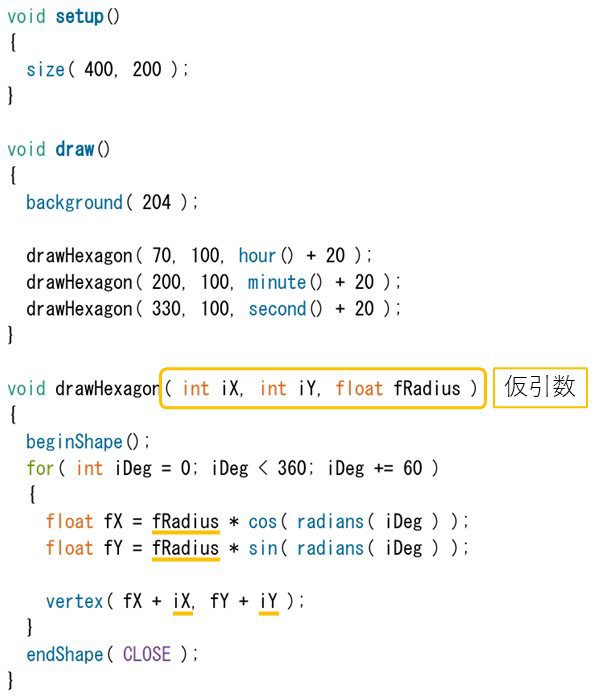 void setup()
{
  size( 400, 200 );
}

void draw()
{
  background( 204 );

  drawHexagon( 70, 100, hour() + 20 );
  drawHexagon( 200, 100, minute() + 20 );
  drawHexagon( 330, 100, second() + 20 );
}

void drawHexagon( int iX, int iY, float fRadius ) 仮引数
{
  beginShape();
  for( int iDeg = 0; iDeg < 360; iDeg += 60 )
  {
    float fX = fRadius * cos( radians( iDeg ) );
    float fY = fRadius * sin( radians( iDeg ) );

    vertex( fX + iX, fY + iY );
  }
  endShape( CLOSE );
}